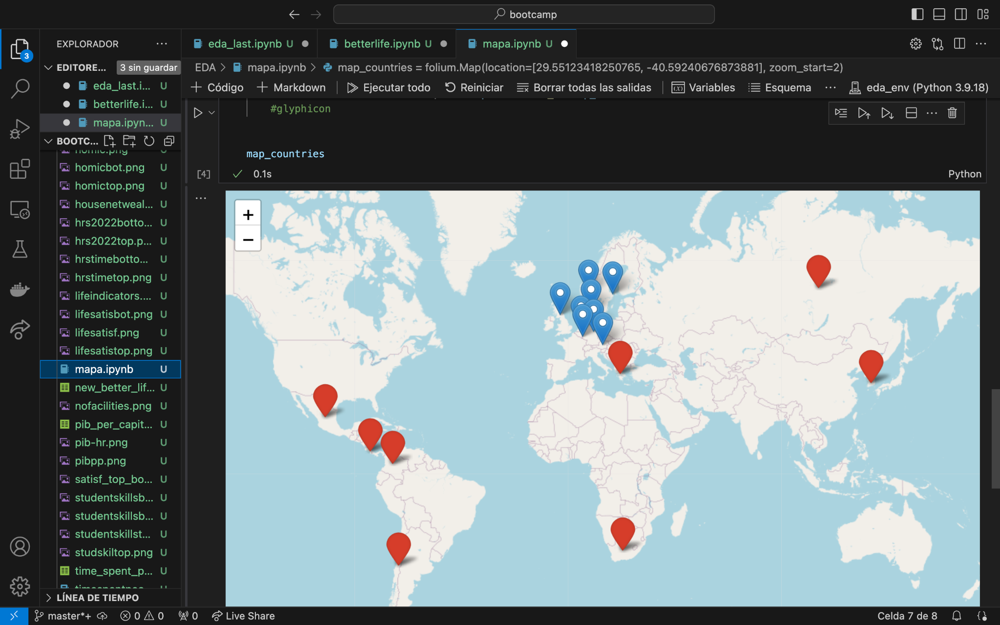 bootcamp
EXPLORADOR
eda_last.ipynb U
betterlife.ipynb U
mapa.ipynb U
3
EDITORE... 3 sin guardar
EDA > mapa.ipynb > map_countries = folium.Map(location=[29.55123418250765, -40.59240676873881], zoom_start=2)
eda_last.i... U
Código
Markdown
Ejecutar todo
Reiniciar
Borrar todas las salidas
Variables
Esquema
eda_env (Python 3.9.18)
betterlife.i... U
#glyphicon
mapa.ipyn... U
BOOTC...
homic.png U
map_countries
homicbot.png U
[4] 0.1s
Python
homictop.png U
housenetweal... U
hrs2022botto... U
hrs2022top.p... U
hrstimebotto... U
hrstimetop.png U
lifeindicators.... U
lifesatisbot.png U
lifesatisf.png U
lifesatistop.png U
mapa.ipynb U
new_better_lif... U
nofacilities.png U
pib_per_capit... U
pib-hr.png U
pibpp.png U
satisf_top_bo... U
studentskillsb... U
studentskillsb... U
studentskillst... U
studskiltop.png U
time_spent_p... U
+
−
LÍNEA DE TIEMPO
master*+
0
0
0
Live Share
Celda 7 de 8